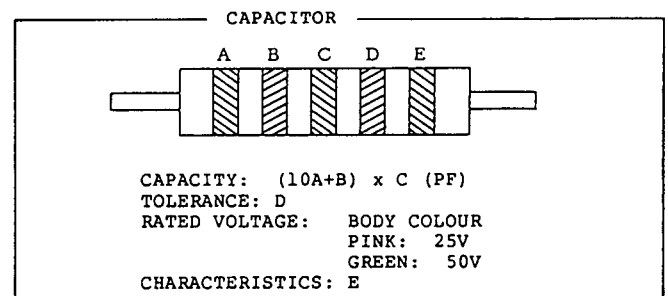 CAPACITOR
A B C D E
CAPACITY: (10A+B) x C (PF)
TOLERANCE: D
RATED VOLTAGE: BODY COLOUR
PINK: 25V
GREEN: 50V
CHARACTERISTICS: E